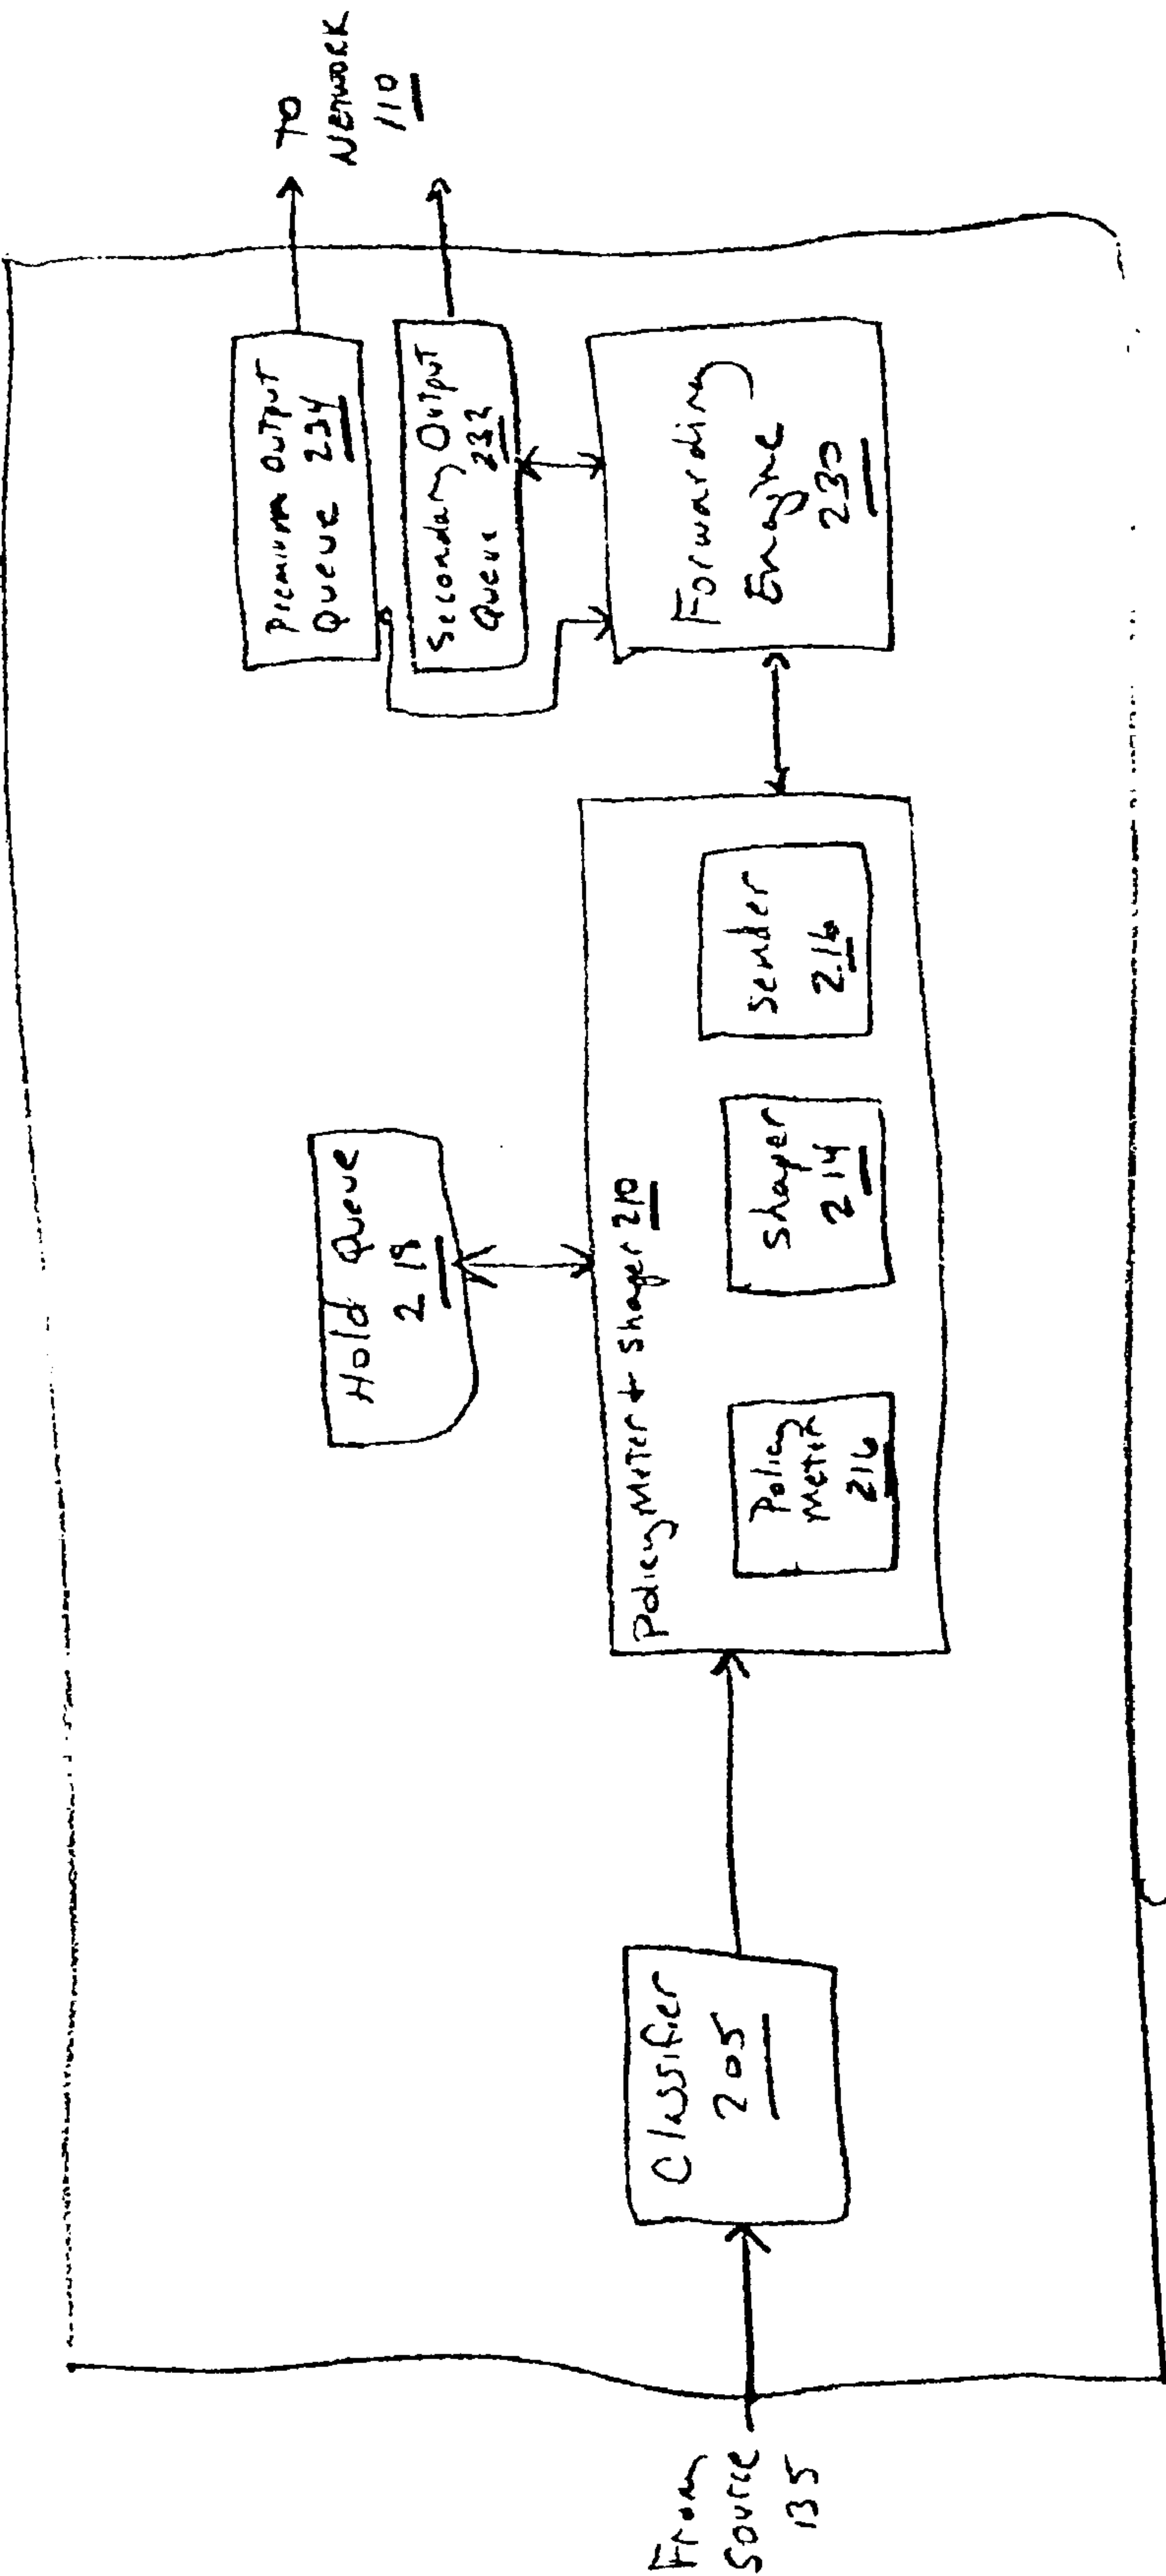 From
Source
135
Classifier
205
Hold Queue
218
Policy Meter + Shaper 210
Policy
Meter
216
Shaper
214
Sender
216
Forwarding
Engine
230
Premium Output
Queue 234
Secondary Output
Queue 232
To
Network
110